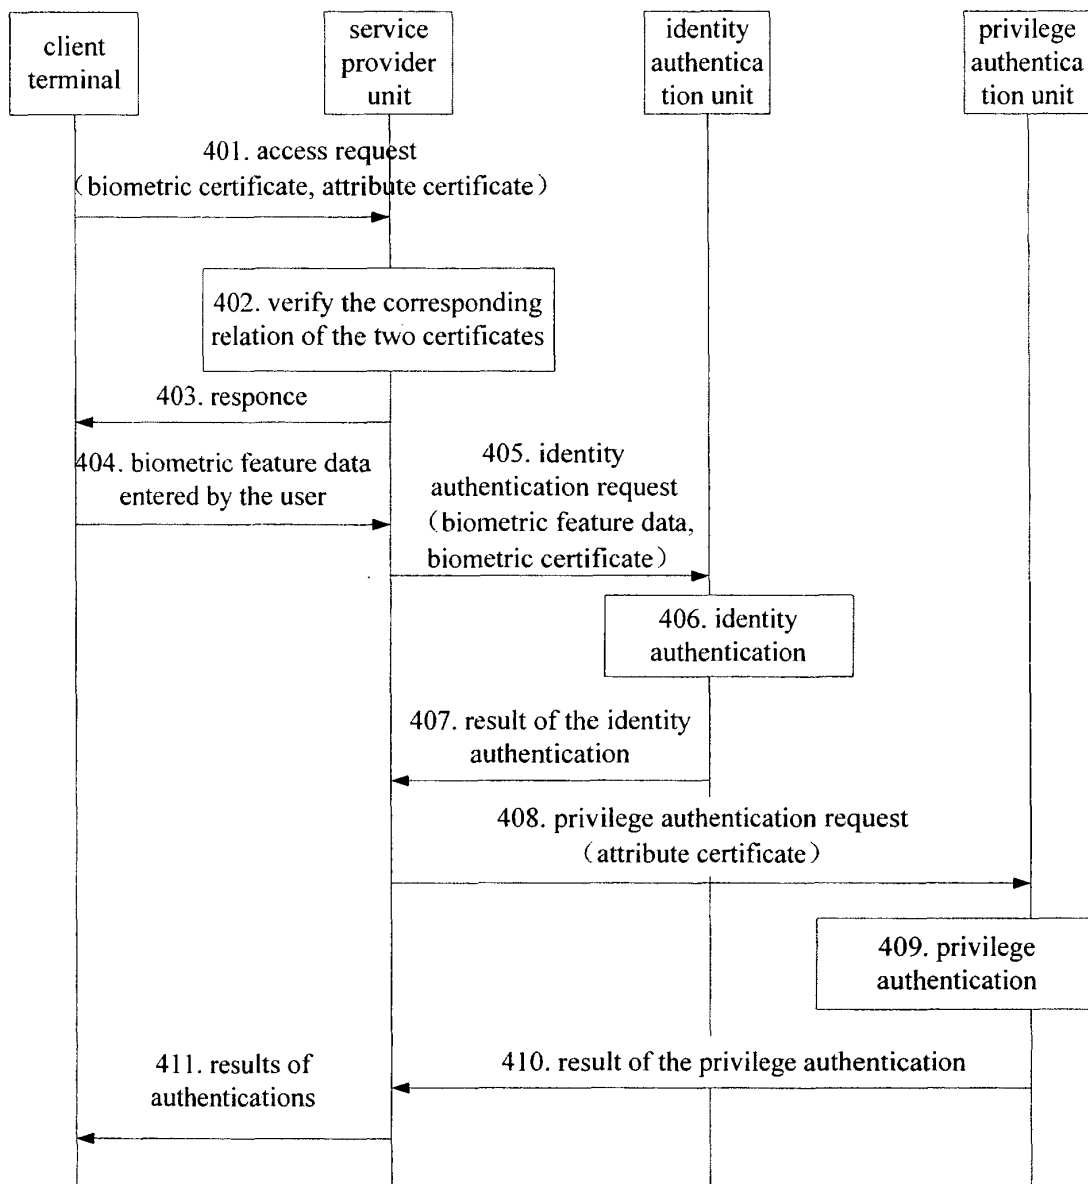 client
terminal
service
provider
unit
identity
authentica
tion unit
privilege
authentica
tion unit
401. access request
（biometric certificate, attribute certificate）
402. verify the corresponding
relation of the two certificates
403. responce
404. biometric feature data
entered by the user
405. identity
authentication request
（biometric feature data,
biometric certificate）
406. identity
authentication
407. result of the identity
authentication
408. privilege authentication request
（attribute certificate）
409. privilege
authentication
410. result of the privilege authentication
411. results of
authentications